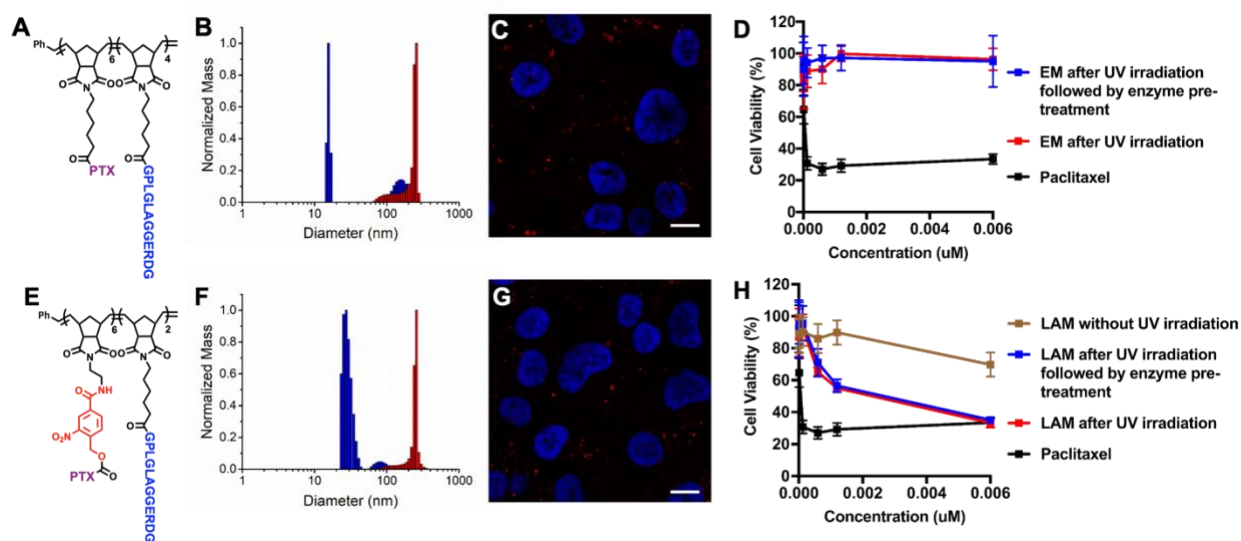 A
Ph
6
4
O
OO
O
N
N
O
O
PTX
GPLGLAGGERDG
B
Normalized Mass
1.0
0.8
0.6
0.4
0.2
0.0
1
10
100
1000
Diameter (nm)
C
D
Cell Viability (%)
120
100
80
60
40
20
0
0.000
0.002
0.004
0.006
Concentration (uM)
EM after UV irradiation
followed by enzyme pre-
treatment
EM after UV irradiation
Paclitaxel
E
Ph
6
2
O
OO
O
N
N
NH
O
O2N
O
O
O
PTX
GPLGLAGGERDG
F
Normalized Mass
1.0
0.8
0.6
0.4
0.2
0.0
1
10
100
1000
Diameter (nm)
G
H
Cell Viability (%)
120
100
80
60
40
20
0
0.000
0.002
0.004
0.006
Concentration (uM)
LAM without UV irradiation
LAM after UV irradiation
followed by enzyme pre-
treatment
LAM after UV irradiation
Paclitaxel